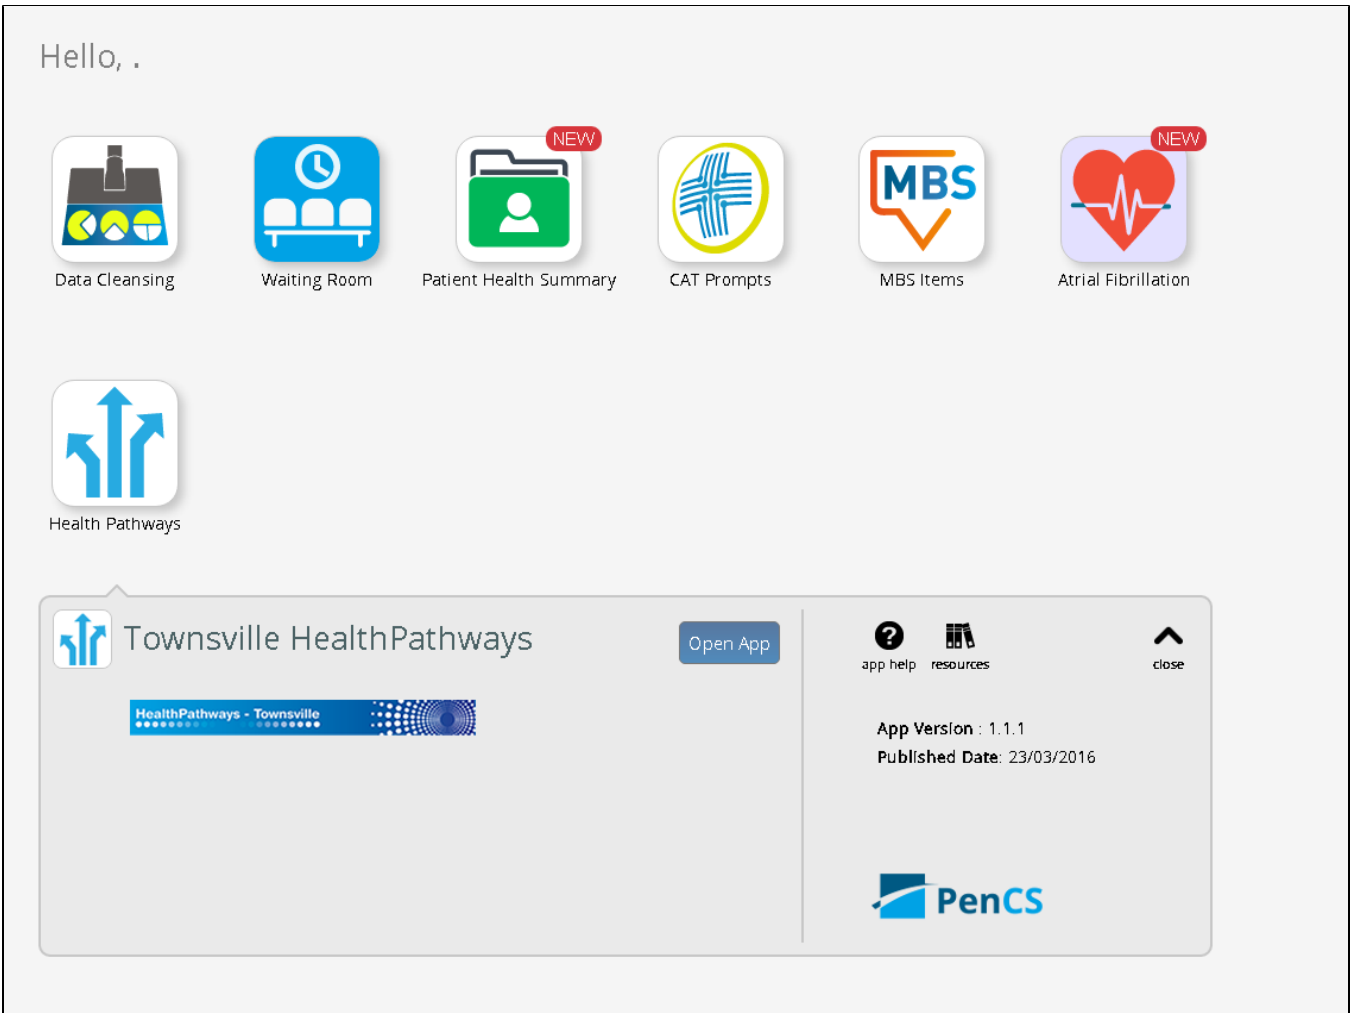 Hello, .
NEW
NEW
MBS
Data Cleansing
Waiting Room
Patient Health Summary
CAT Prompts
MBS Items
Atrial Fibrillation
Health Pathways
Townsville HealthPathways
Open App
app help
resources
close
HealthPathways - Townsville
App Version : 1.1.1
Published Date: 23/03/2016
PenCS